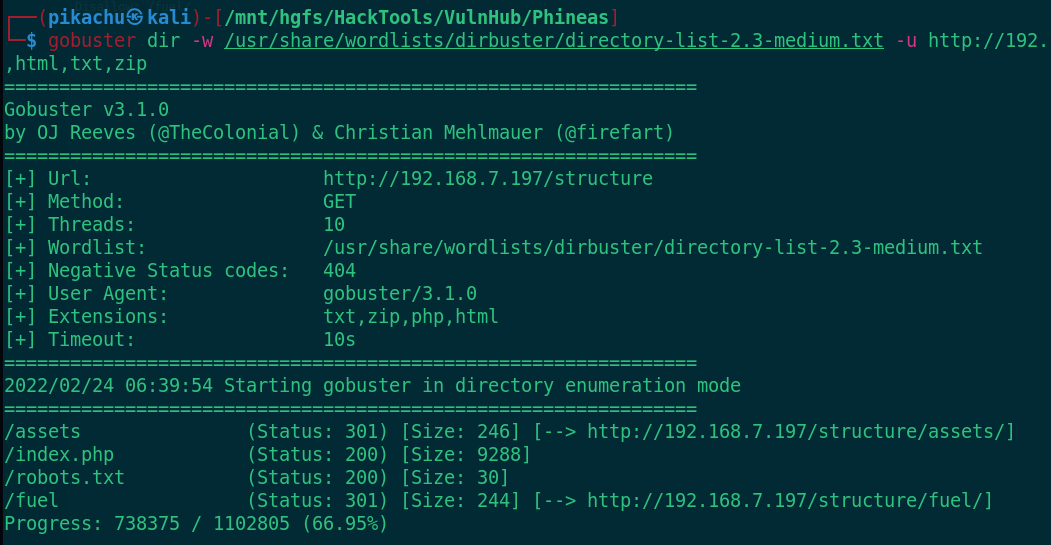 (pikachu㉿kali)-[/mnt/hgfs/HackTools/VulnHub/Phineas]
$ gobuster dir -w /usr/share/wordlists/dirbuster/directory-list-2.3-medium.txt -u http://192.
,html,txt,zip
===============================================================
Gobuster v3.1.0
by OJ Reeves (@TheColonial) & Christian Mehlmauer (@firefart)
===============================================================
[+] Url:                     http://192.168.7.197/structure
[+] Method:                  GET
[+] Threads:                 10
[+] Wordlist:                /usr/share/wordlists/dirbuster/directory-list-2.3-medium.txt
[+] Negative Status codes:   404
[+] User Agent:              gobuster/3.1.0
[+] Extensions:              txt,zip,php,html
[+] Timeout:                 10s
===============================================================
2022/02/24 06:39:54 Starting gobuster in directory enumeration mode
===============================================================
/assets               (Status: 301) [Size: 246] [--> http://192.168.7.197/structure/assets/]
/index.php            (Status: 200) [Size: 9288]
/robots.txt           (Status: 200) [Size: 30]
/fuel                 (Status: 301) [Size: 244] [--> http://192.168.7.197/structure/fuel/]
Progress: 738375 / 1102805 (66.95%)